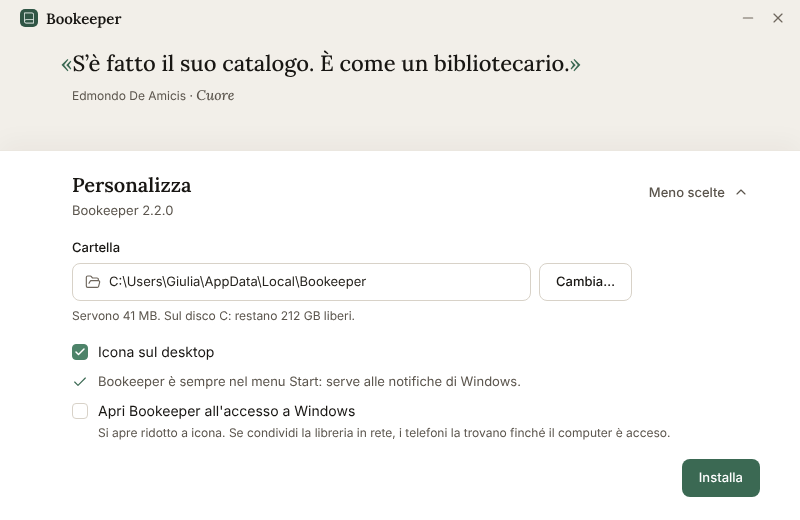 Bookeeper
«S’è fatto il suo catalogo. È come un bibliotecario.»
Edmondo De Amicis · Cuore
Personalizza
Meno scelte
Bookeeper 2.2.0
Cartella
C:\Users\Giulia\AppData\Local\Bookeeper
Cambia...
Servono 41 MB. Sul disco C: restano 212 GB liberi.
Icona sul desktop
Bookeeper è sempre nel menu Start: serve alle notifiche di Windows.
Apri Bookeeper all'accesso a Windows
Si apre ridotto a icona. Se condividi la libreria in rete, i telefoni la trovano finché il computer è acceso.
Installa